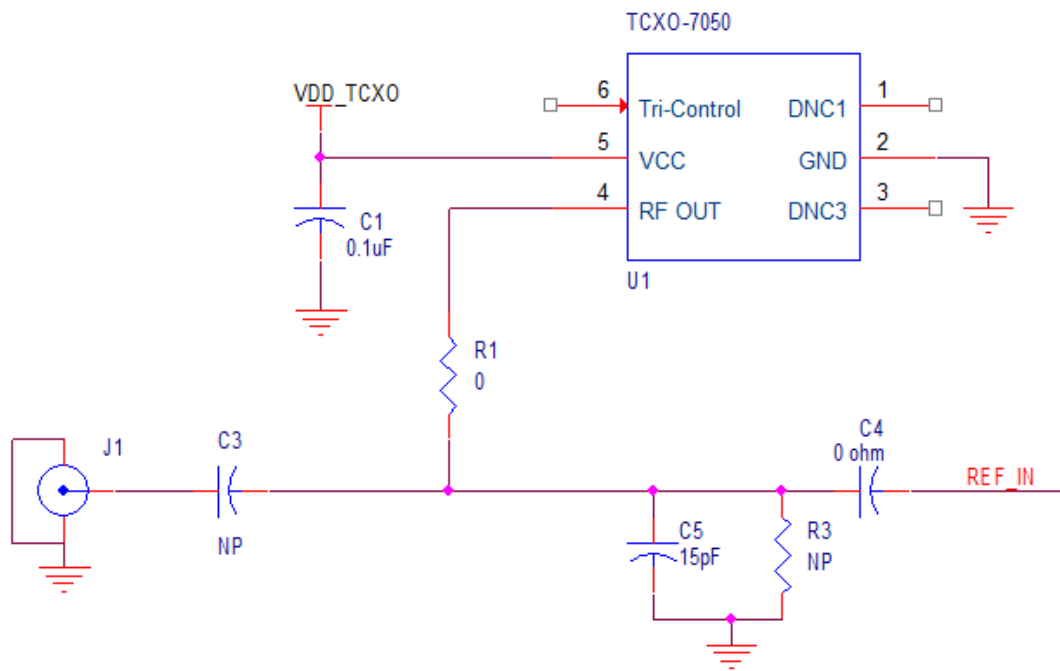 TCXO-7050
VDD_TCXO
6
Tri-Control
DNC1
1
5
VCC
GND
2
4
RF OUT
DNC3
3
C1
0.1uF
U1
R1
0
J1
C3
NP
C4
0 ohm
REF_IN
C5
15pF
R3
NP